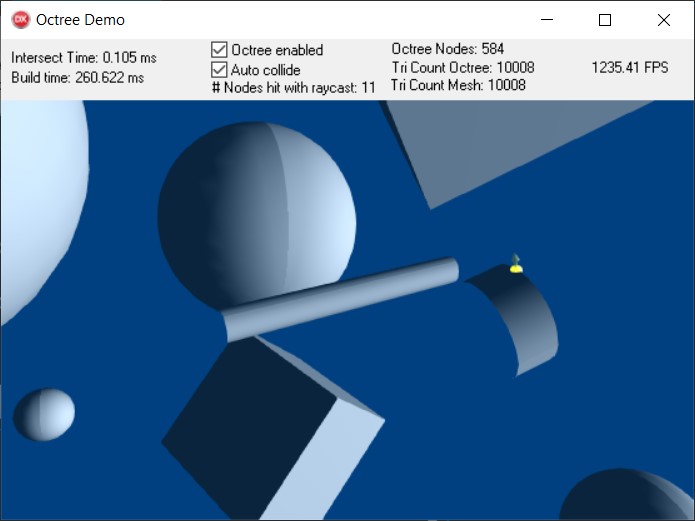 DX Octree Demo
Intersect Time: 0.105 ms
Build time: 260.622 ms
Octree enabled
Auto collide
# Nodes hit with raycast: 11
Octree Nodes: 584
Tri Count Octree: 10008
Tri Count Mesh: 10008
1235.41 FPS